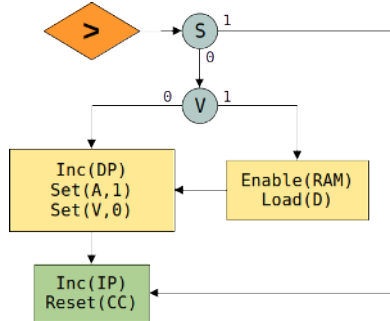 >
S
1
0
V
0
1
Inc(DP)
Set(A,1)
Set(V,0)
Enable(RAM)
Load(D)
Inc(IP)
Reset(CC)